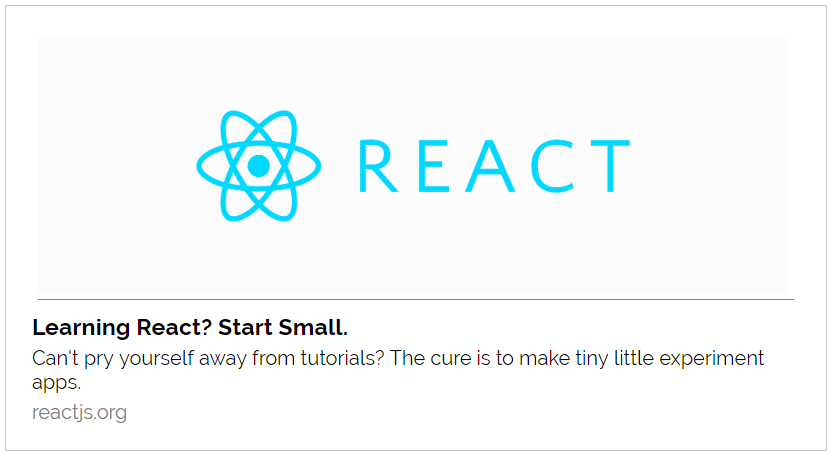 REACT
Learning React? Start Small.
Can't pry yourself away from tutorials? The cure is to make tiny little experiment
apps.
reactjs.org